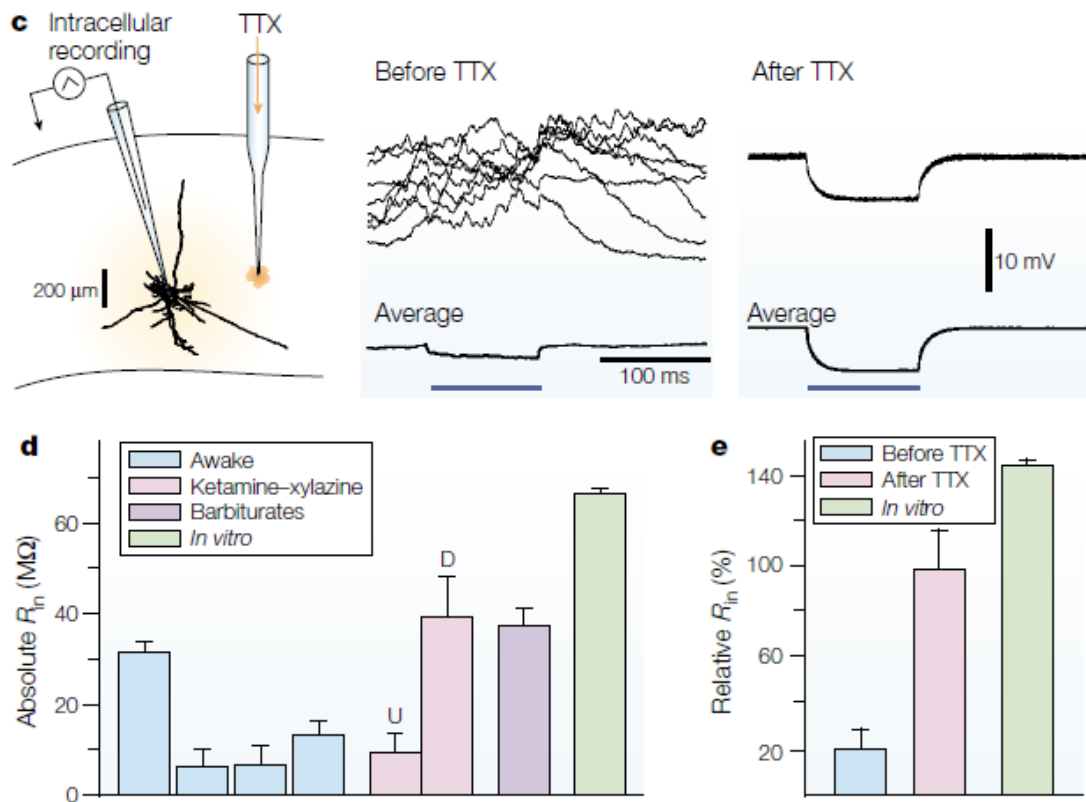 c
Intracellular
recording
TTX
200 μm
Before TTX
Average
100 ms
After TTX
10 mV
Average
d
Awake
Ketamine–xylazine
Barbiturates
In vitro
Absolute Rin (MΩ)
60
40
20
0
U
D
e
Before TTX
After TTX
In vitro
Relative Rin (%)
140
100
60
20